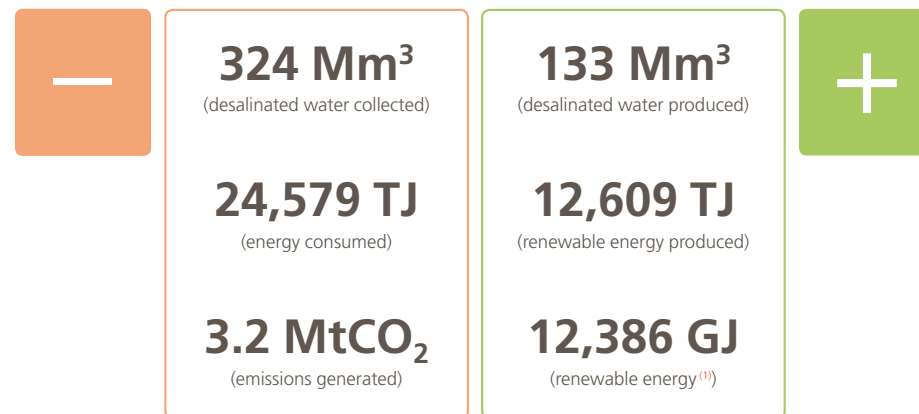 324 Mm³
(desalinated water collected)
24,579 TJ
(energy consumed)
3.2 MtCO₂
(emissions generated)
133 Mm³
(desalinated water produced)
12,609 TJ
(renewable energy produced)
12,386 GJ
(renewable energy ⁽¹⁾)